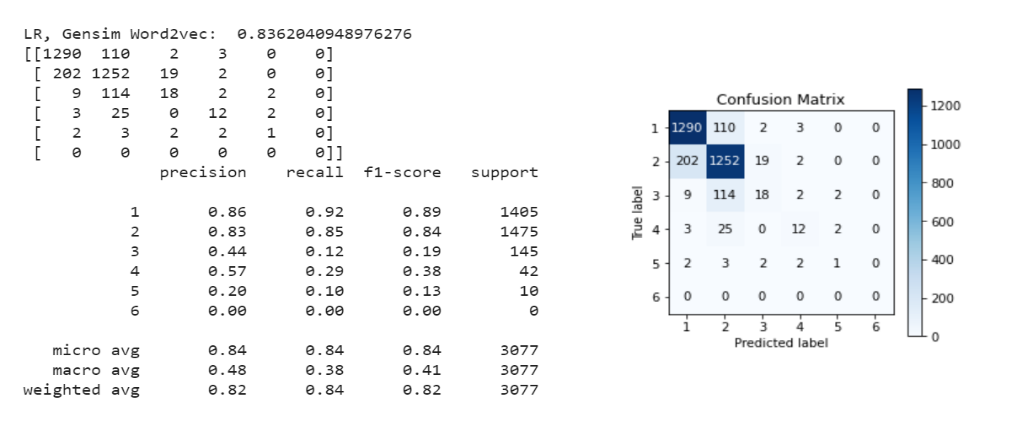 LR, Gensim Word2vec:  0.8362040948976276
[[1290  110    2    3    0    0]
 [ 202 1252   19    2    0    0]
 [   9  114   18    2    2    0]
 [   3   25    0   12    2    0]
 [   2    3    2    2    1    0]
 [   0    0    0    0    0    0]]
              precision    recall  f1-score   support
           1       0.86      0.92      0.89      1405
           2       0.83      0.85      0.84      1475
           3       0.44      0.12      0.19       145
           4       0.57      0.29      0.38        42
           5       0.20      0.10      0.13        10
           6       0.00      0.00      0.00         0
   micro avg       0.84      0.84      0.84      3077
   macro avg       0.48      0.38      0.41      3077
weighted avg       0.82      0.84      0.82      3077
Confusion Matrix
True label
1 1290 110 2 3 0 0
2 202 1252 19 2 0 0
3 9 114 18 2 2 0
4 3 25 0 12 2 0
5 2 3 2 2 1 0
6 0 0 0 0 0 0
1 2 3 4 5 6
Predicted label
1200
1000
800
600
400
200
0